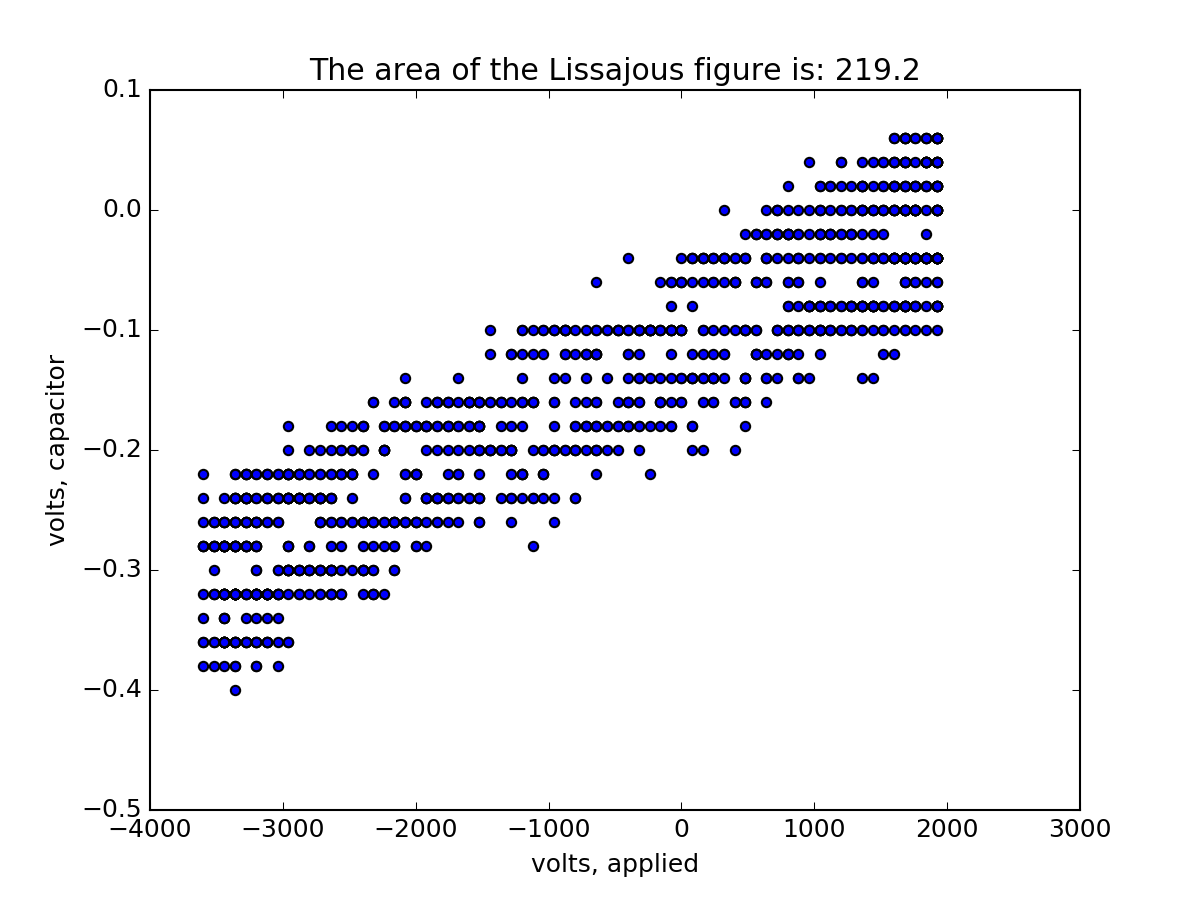 The area of the Lissajous figure is: 219.2
0.1
0.0
−0.1
−0.2
−0.3
−0.4
−0.5
volts, capacitor
−4000 −3000 −2000 −1000 0 1000 2000 3000
volts, applied